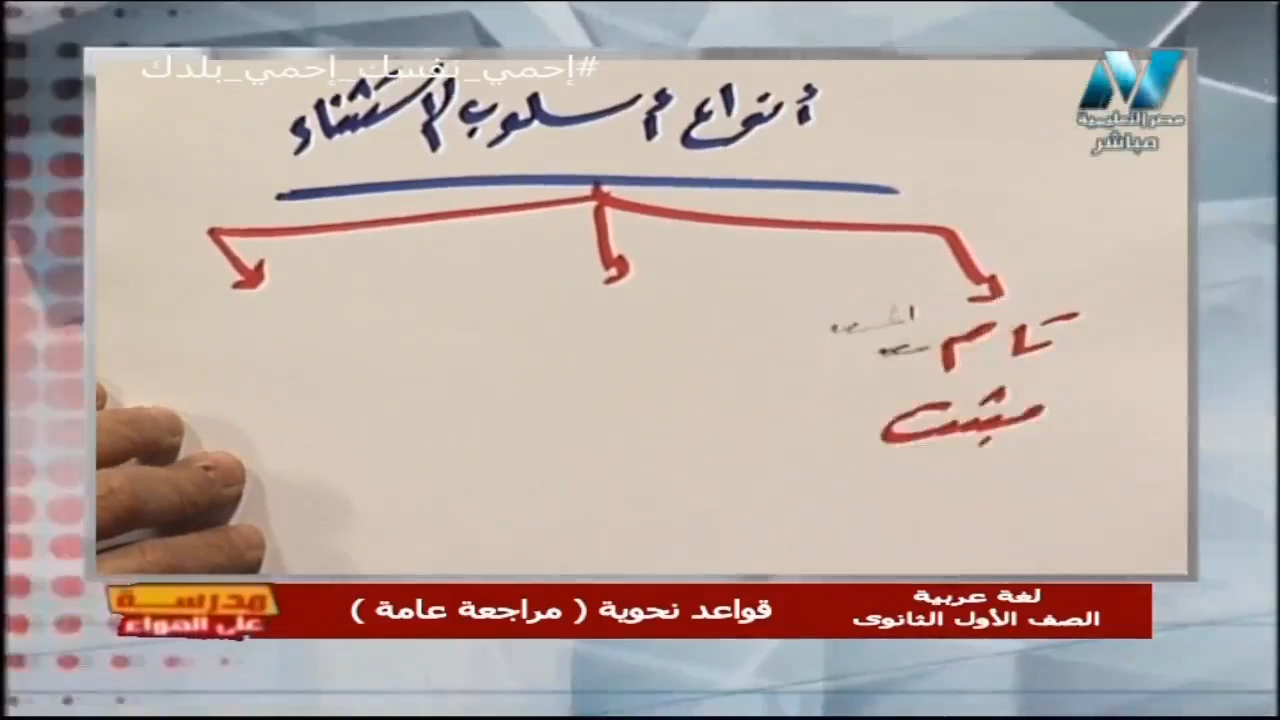 #إحمي_نفسك_إحمي_بلدك
مصر التعليمية
مباشر
أنواع أسلوب الاستثناء
تام
مثبت
لغة عربية
الصف الأول الثانوى
قواعد نحوية ( مراجعة عامة )
مدرسة
على الهواء